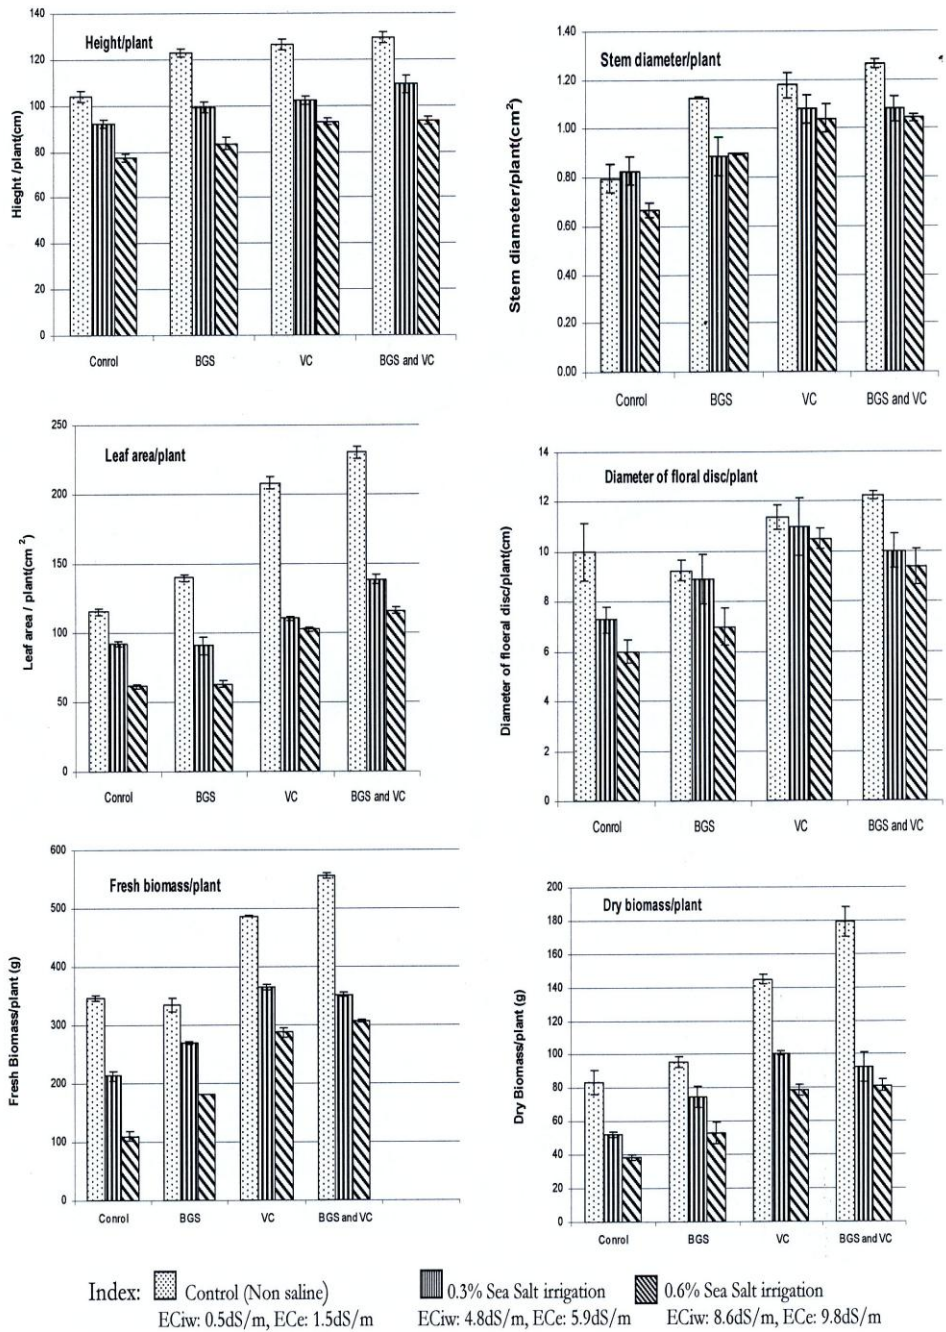 Height/plant
Hieght /plant(cm)
140
120
100
80
60
40
20
0
Conrol BGS VC BGS and VC
Stem diameter/plant
Stem diameter/plant(cm²)
1.40
1.20
1.00
0.80
0.60
0.40
0.20
0.00
Conrol BGS VC BGS and VC
Leaf area/plant
Leaf area / plant(cm ²)
250
200
150
100
50
0
Conrol BGS VC BGS and VC
Diameter of floral disc/plant
Diameter of floeral disc/plant(cm)
14
12
10
8
6
4
2
0
Conrol BGS VC BGS and VC
Fresh biomass/plant
Fresh Biomass/plant (g)
600
500
400
300
200
100
0
Conrol BGS VC BGS and VC
Dry biomass/plant
Dry Biomass/plant (g)
200
180
160
140
120
100
80
60
40
20
0
Conrol BGS VC BGS and VC
Index: Control (Non saline) 0.3% Sea Salt irrigation 0.6% Sea Salt irrigation
ECiw: 0.5dS/m, ECe: 1.5dS/m ECiw: 4.8dS/m, ECe: 5.9dS/m ECiw: 8.6dS/m, ECe: 9.8dS/m